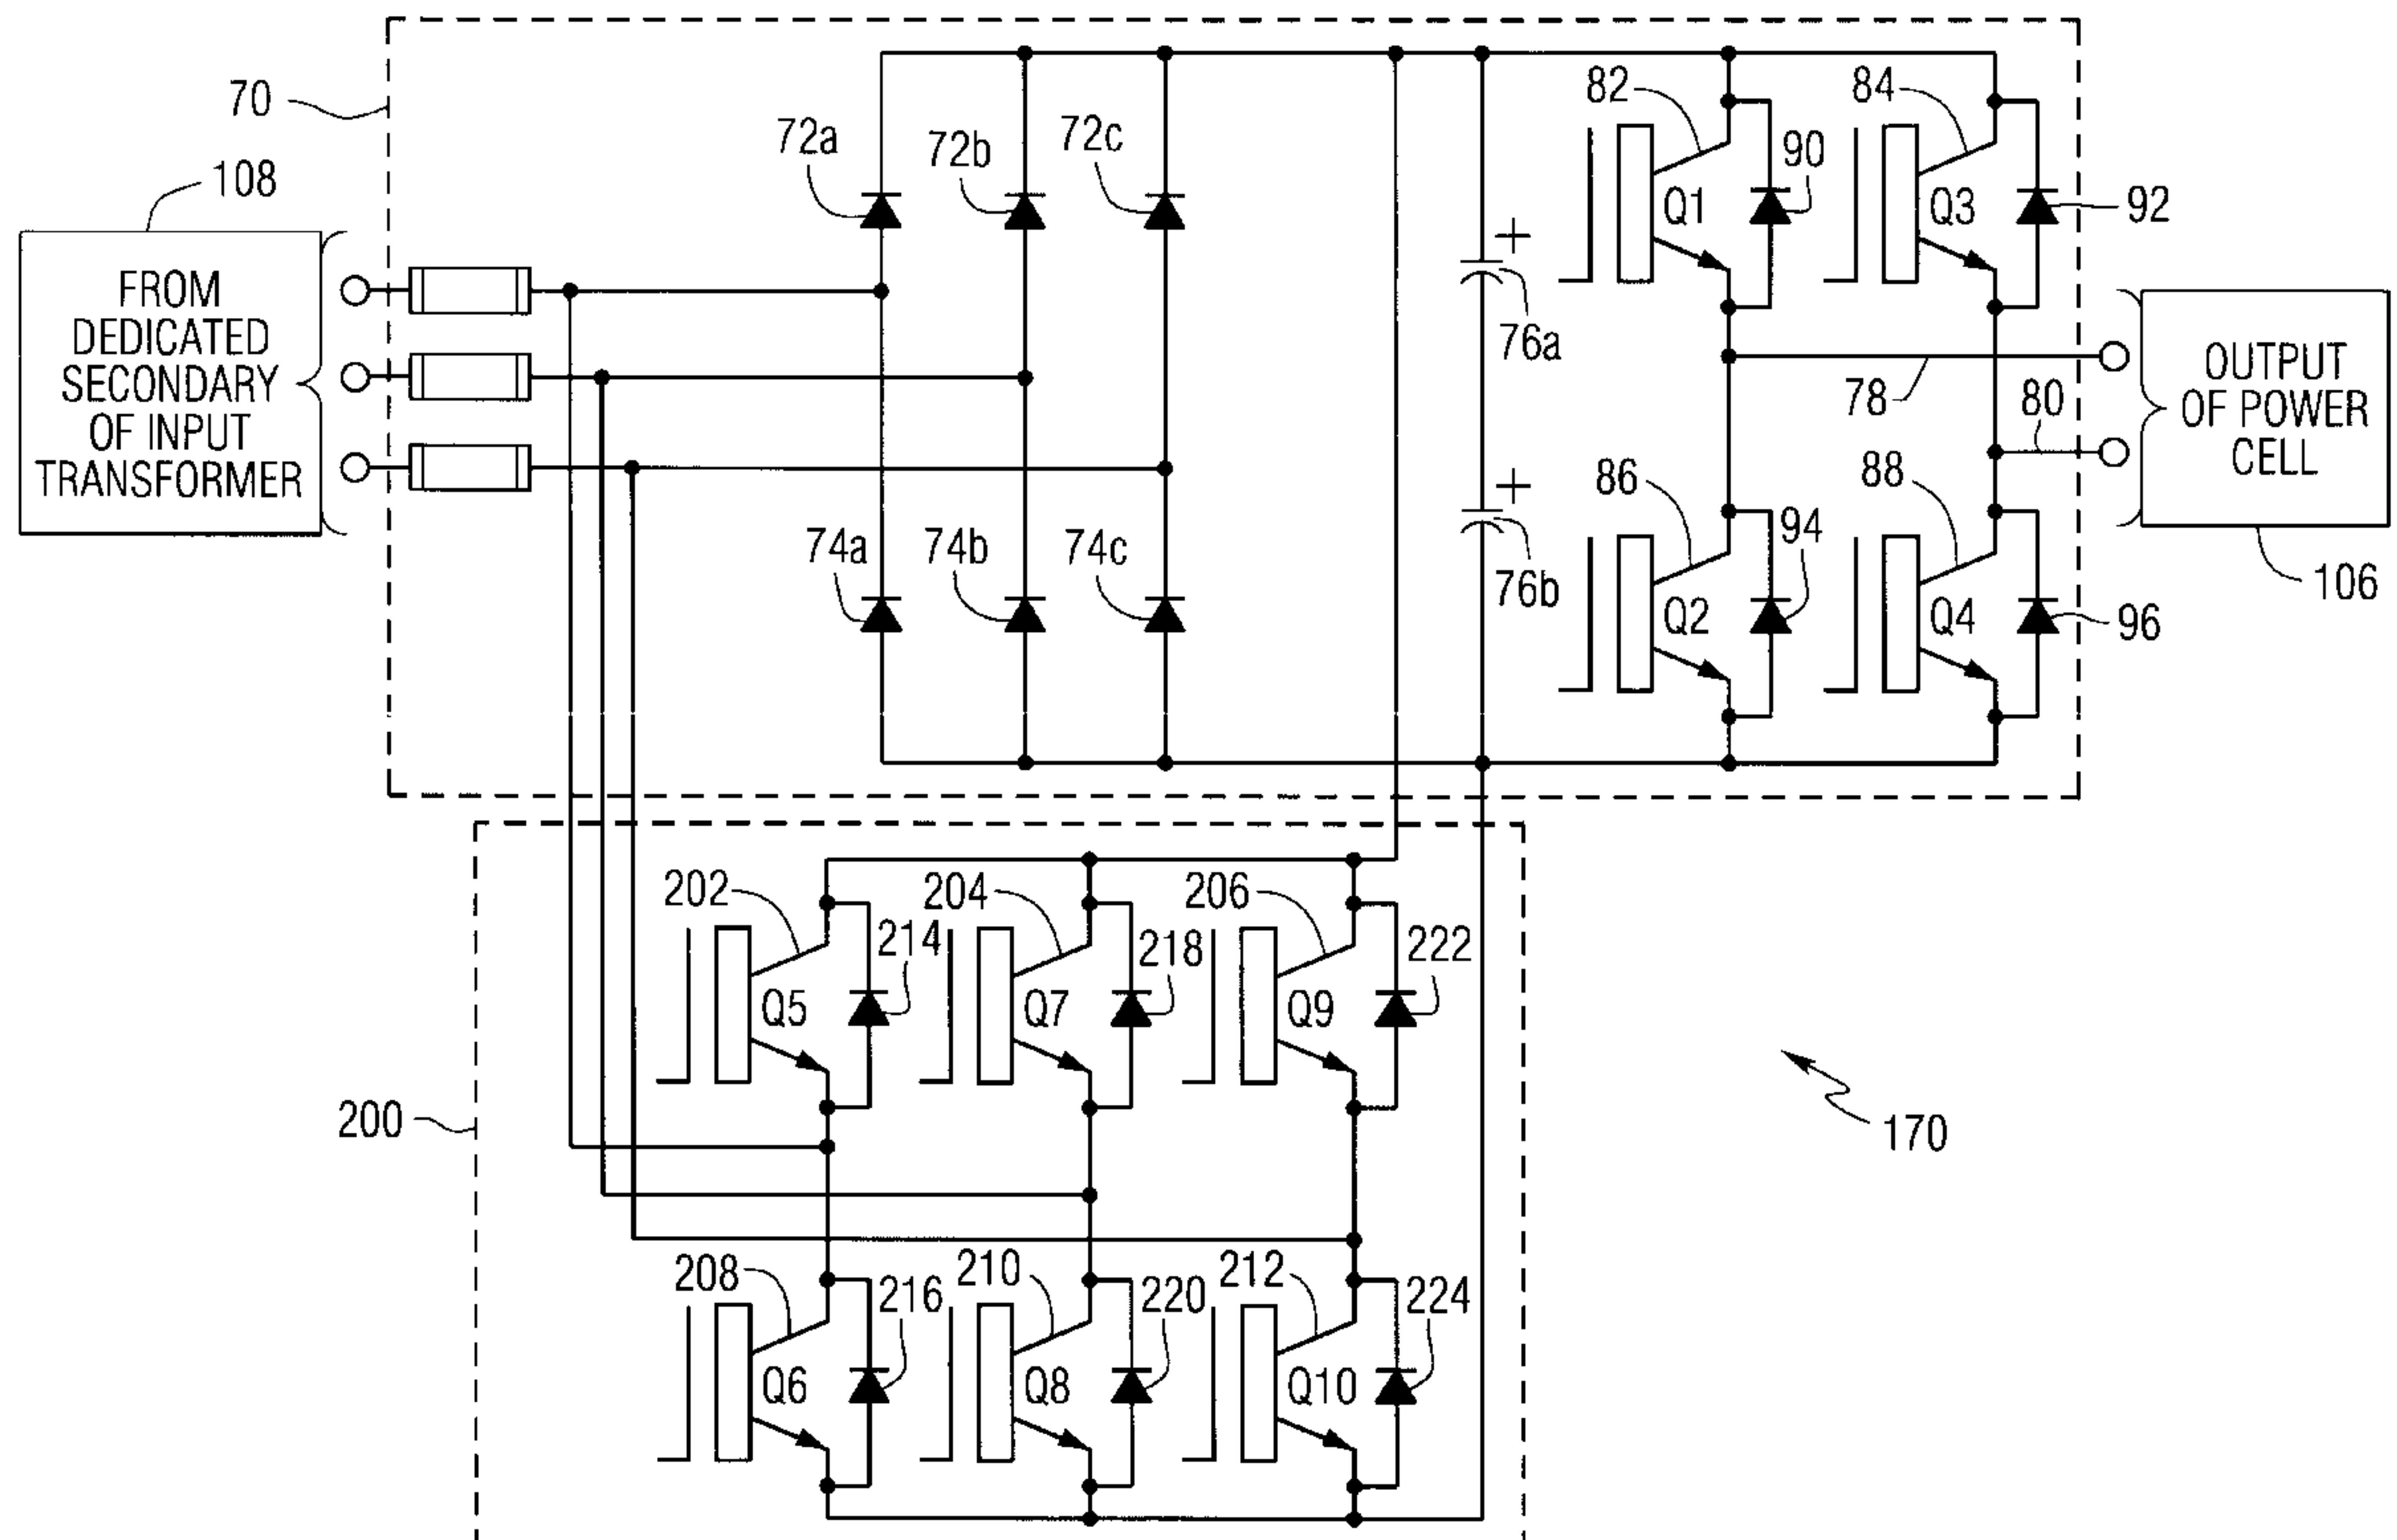 70
108
FROM
DEDICATED
SECONDARY
OF INPUT
TRANSFORMER
72a
72b
72c
74a
74b
74c
+
76a
+
76b
82
84
Q1
90
Q3
92
78
80
86
88
Q2
94
Q4
96
OUTPUT
OF POWER
CELL
106
202
204
206
214
218
222
Q5
Q7
Q9
200
170
208
210
212
216
220
224
Q6
Q8
Q10